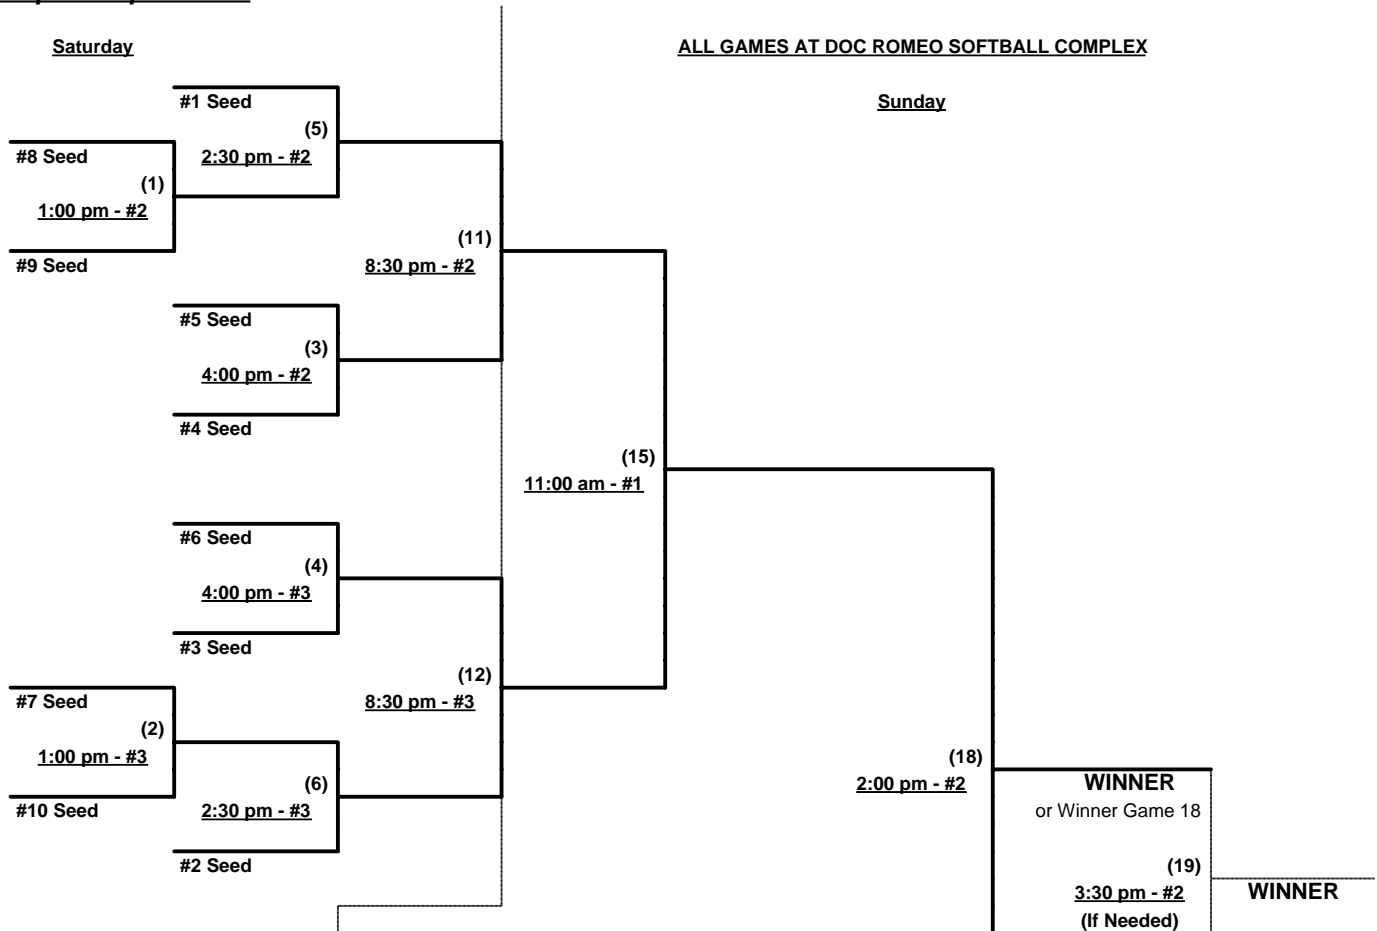 Saturday
ALL GAMES AT DOC ROMEO SOFTBALL COMPLEX
Sunday
#1 Seed
(5)
2:30 pm - #2
#8 Seed
(1)
1:00 pm - #2
#9 Seed
(11)
8:30 pm - #2
#5 Seed
(3)
4:00 pm - #2
#4 Seed
(15)
11:00 am - #1
#6 Seed
(4)
4:00 pm - #3
#3 Seed
(12)
8:30 pm - #3
#7 Seed
(2)
1:00 pm - #3
#10 Seed
(6)
2:30 pm - #3
#2 Seed
(18)
2:00 pm - #2
WINNER
or Winner Game 18
(19)
3:30 pm - #2
(If Needed)
WINNER